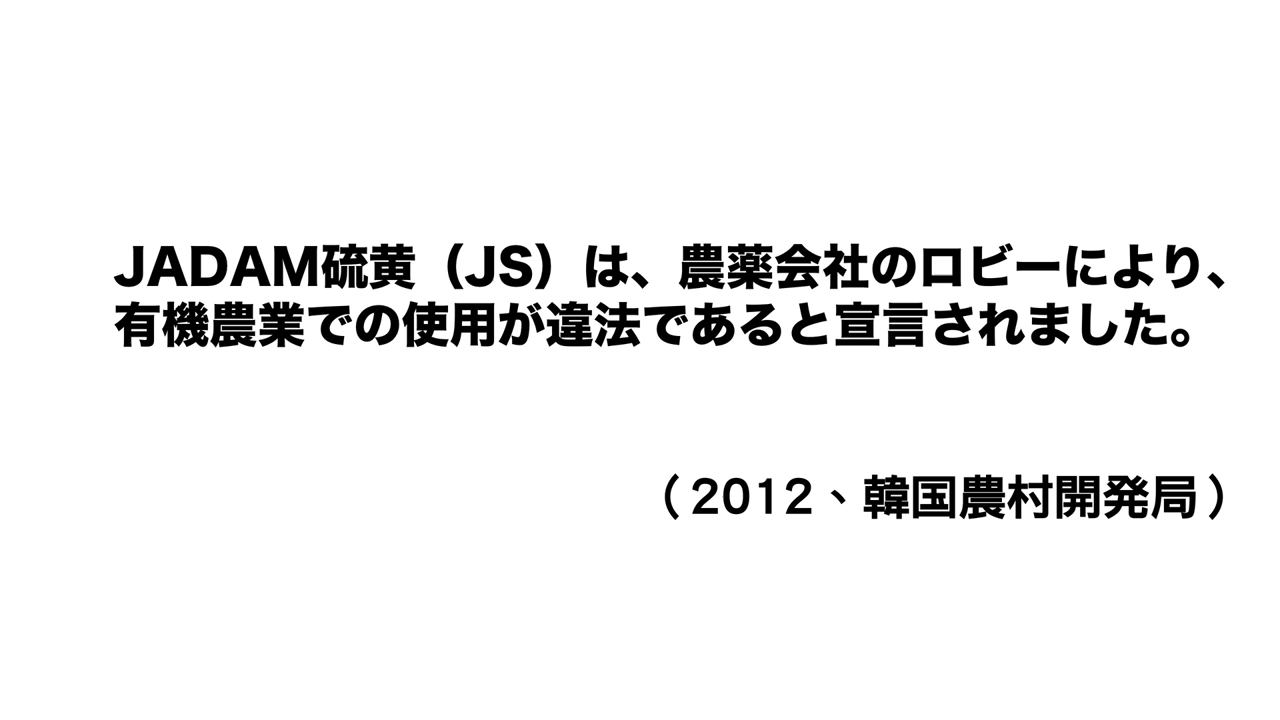 JADAM硫黄（JS）は、農薬会社のロビーにより、
有機農業での使用が違法であると宣言されました。
（2012、韓国農村開発局）